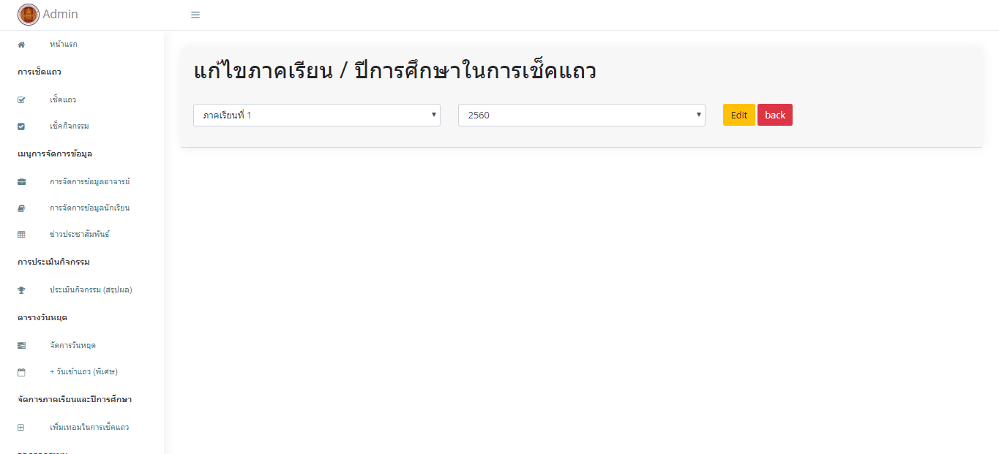 Admin
หน้าแรก
การเช็คแถว
เช็คแถว
เช็คกิจกรรม
เมนูการจัดการข้อมูล
การจัดการข้อมูลอาจารย์
การจัดการข้อมูลนักเรียน
ข่าวประชาสัมพันธ์
การประเมินกิจกรรม
ประเมินกิจกรรม (สรุปผล)
ตารางวันหยุด
จัดการวันหยุด
+ วันเข้าแถว (พิเศษ)
จัดการภาคเรียนและปีการศึกษา
เพิ่มเทอมในการเช็คแถว
แก้ไขภาคเรียน / ปีการศึกษาในการเช็คแถว
ภาคเรียนที่ 1
2560
Edit
back